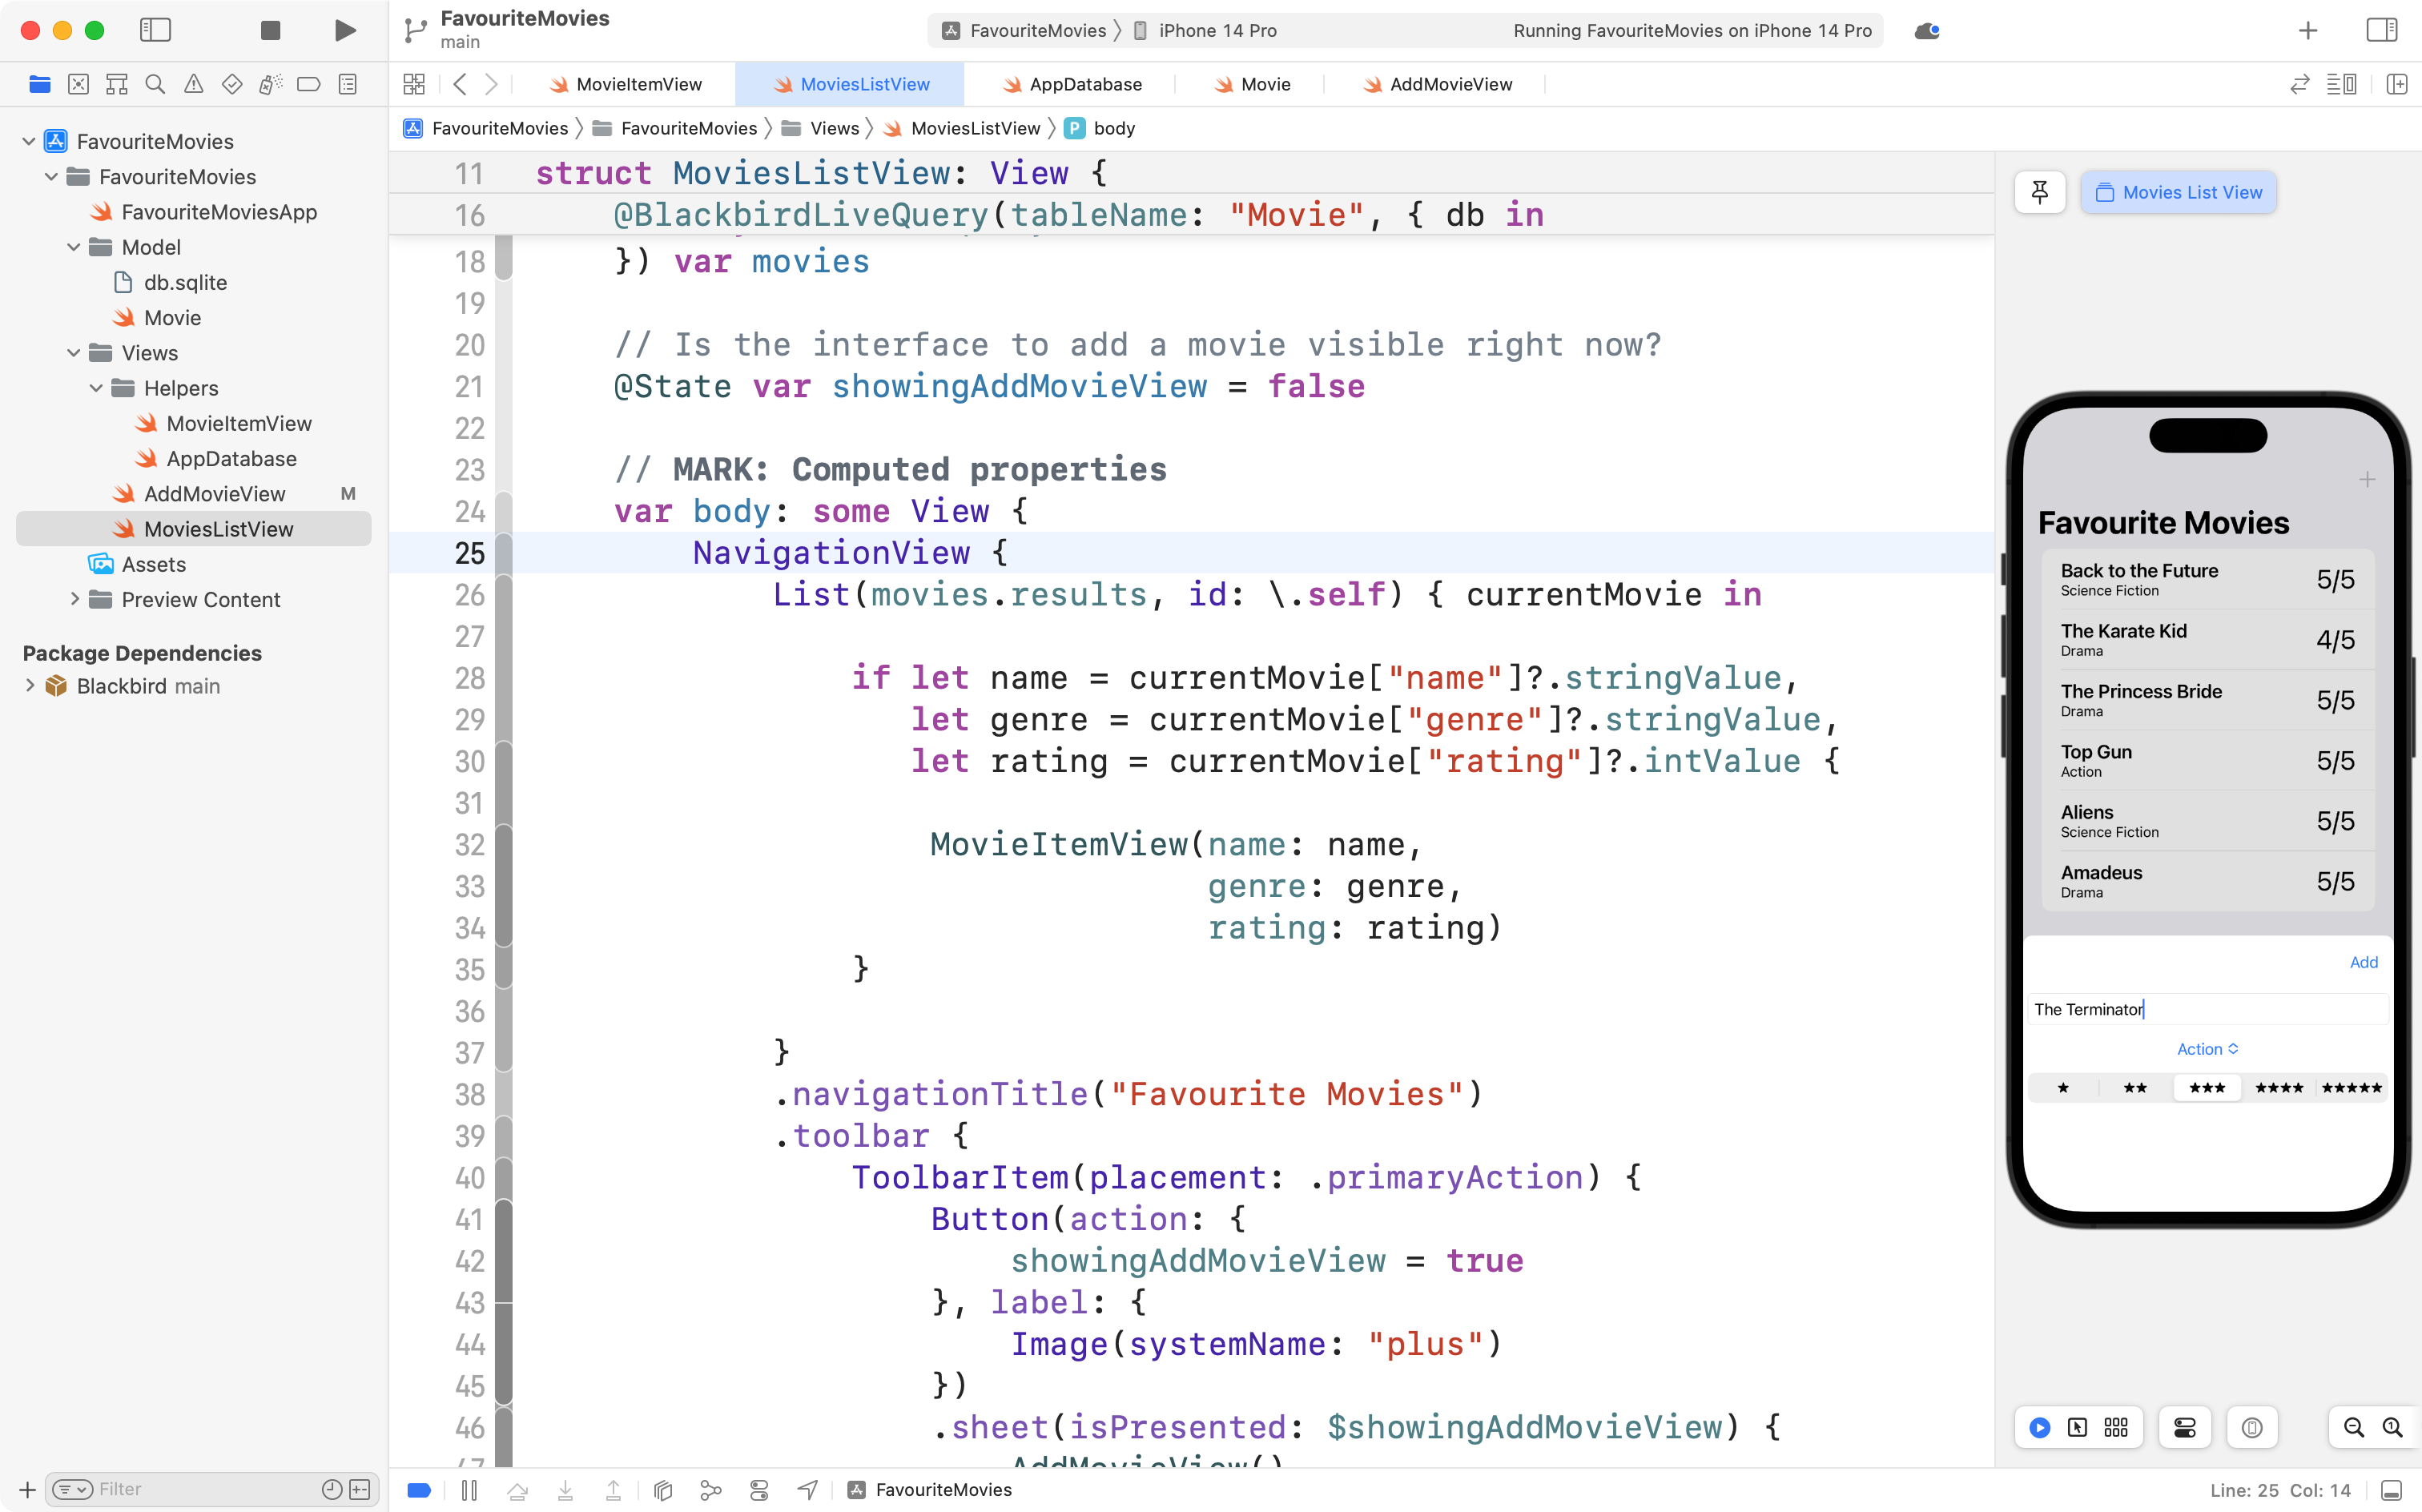 FavouriteMovies
main
FavouriteMovies
iPhone 14 Pro
Running FavouriteMovies on iPhone 14 Pro
MovieItemView
MoviesListView
AppDatabase
Movie
AddMovieView
FavouriteMovies
FavouriteMovies
Views
MoviesListView
P
body
FavouriteMovies
FavouriteMovies
FavouriteMoviesApp
Model
db.sqlite
Movie
Views
Helpers
MovieItemView
AppDatabase
AddMovieView M
MoviesListView
Assets
Preview Content
Package Dependencies
Blackbird main
Filter
11 struct MoviesListView: View {
16 @BlackbirdLiveQuery(tableName: "Movie", { db in
18 }) var movies
19
20 // Is the interface to add a movie visible right now?
21 @State var showingAddMovieView = false
22
23 // MARK: Computed properties
24 var body: some View {
25 NavigationView {
26 List(movies.results, id: \.self) { currentMovie in
27
28 if let name = currentMovie["name"]?.stringValue,
29 let genre = currentMovie["genre"]?.stringValue,
30 let rating = currentMovie["rating"]?.intValue {
31
32 MovieItemView(name: name,
33 genre: genre,
34 rating: rating)
35 }
36
37 }
38 .navigationTitle("Favourite Movies")
39 .toolbar {
40 ToolbarItem(placement: .primaryAction) {
41 Button(action: {
42 showingAddMovieView = true
43 }, label: {
44 Image(systemName: "plus")
45 })
46 .sheet(isPresented: $showingAddMovieView) {
47 AddMovieView()
Movies List View
Favourite Movies
Back to the Future
Science Fiction
5/5
The Karate Kid
Drama
4/5
The Princess Bride
Drama
5/5
Top Gun
Action
5/5
Aliens
Science Fiction
5/5
Amadeus
Drama
5/5
Add
The Terminator
Action
★ ★★ ★★★ ★★★★ ★★★★★
FavouriteMovies
Line: 25 Col: 14